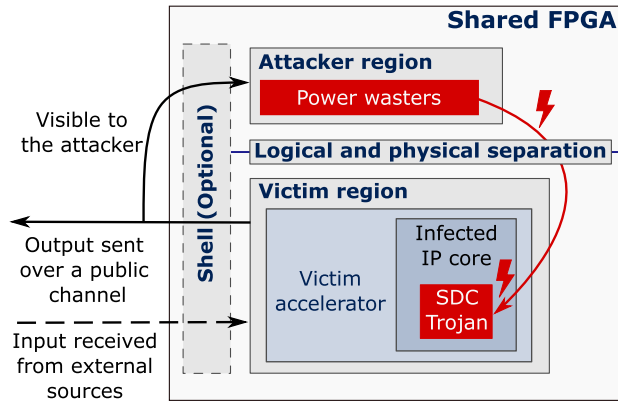 Shared FPGA
Attacker region
Power wasters
Visible to
the attacker
Logical and physical separation
Shell (Optional)
Victim region
Output sent
over a public
channel
Infected
IP core
Victim
accelerator
SDC
Trojan
Input received
from external
sources